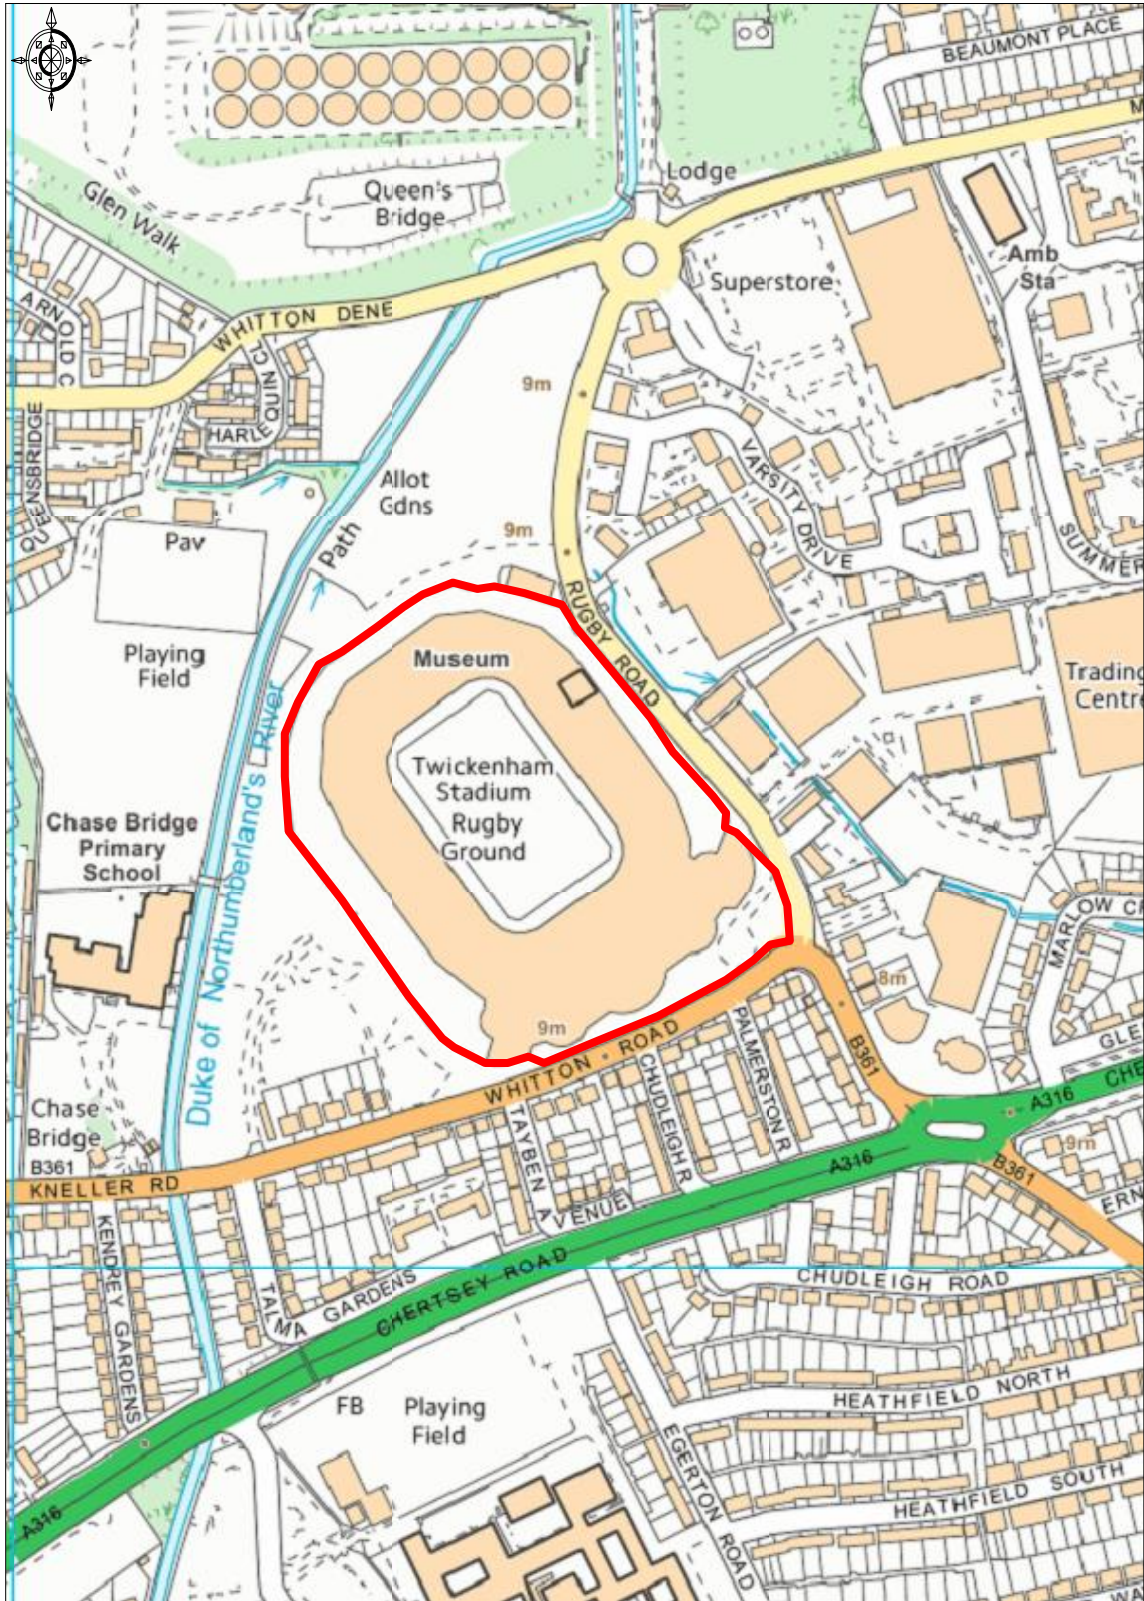 BEAUMONT PLACE
M
Lodge
Queen's
Bridge
Glen Walk
Amb
Sta
Superstore
ARNOLD C
WHITTON DENE
HARLEQUIN CL
9m
QUEENSBRIDGE
Allot
Gdns
VARSITY DRIVE
9m
Pav
Path
SUMMER
RUGBY ROAD
Museum
Playing
Field
Trading
Centre
Twickenham
Stadium
Rugby
Ground
Chase Bridge
Primary
School
Duke of Northumberland's River
MARLOW CR
8m
9m
WHITTON ROAD
PALMERSTON R
CHUDLEIGH R
B361
GLE
CHE
A316
Chase
Bridge
B361
KNELLER RD
TAYBEN AVENUE
A316
9m
B361
ERN
KENDREY GARDENS
TALMA GARDENS
CHERTSEY ROAD
CHUDLEIGH ROAD
HEATHFIELD NORTH
FB
Playing
Field
EGERTON ROAD
HEATHFIELD SOUTH
A316
WA